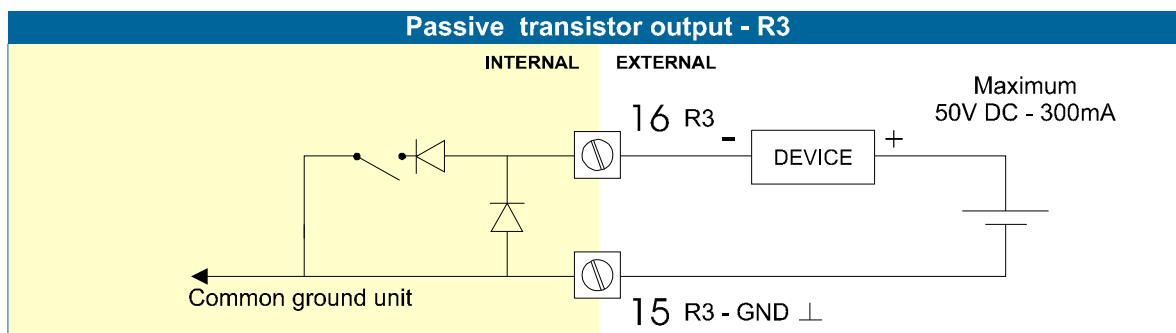 Passive transistor output - R3
INTERNAL EXTERNAL
Maximum
50V DC - 300mA
16 R3
- DEVICE +
Common ground unit
15 R3 - GND ⊥